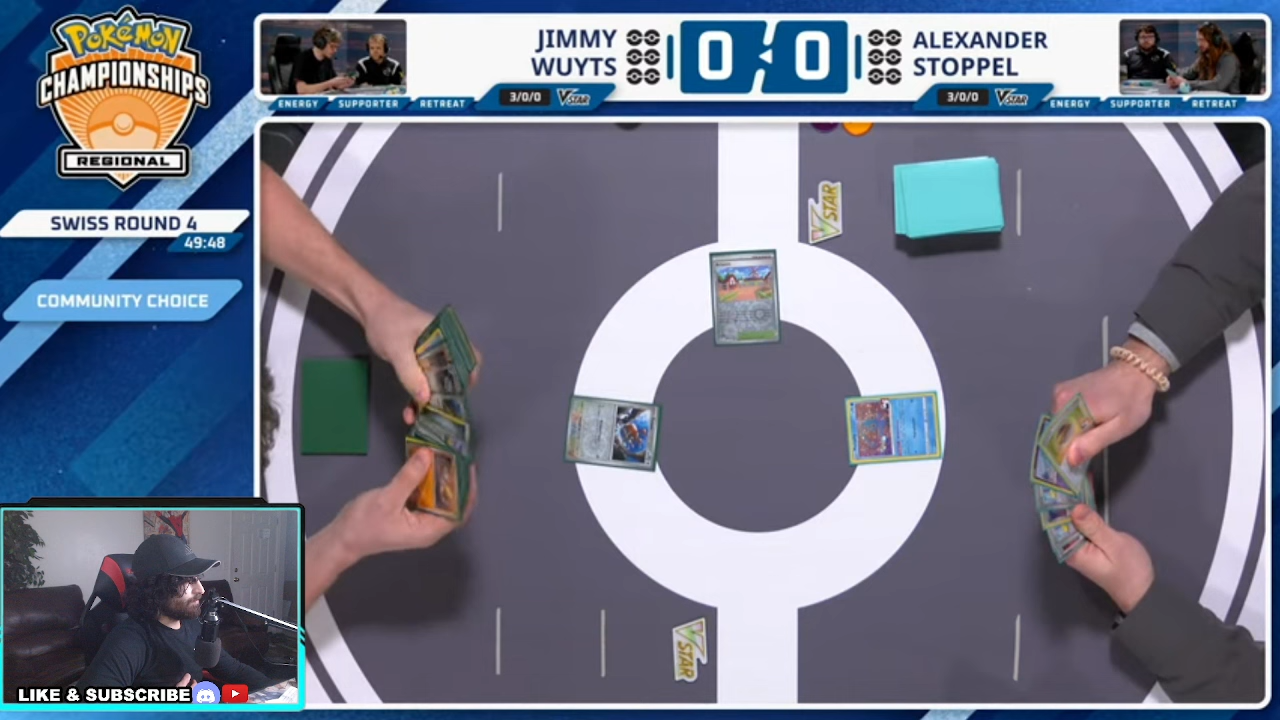 Pokémon
CHAMPIONSHIPS
REGIONAL
SWISS ROUND 4
49:48
COMMUNITY CHOICE
JIMMY
WUYTS
0
0
ALEXANDER
STOPPEL
ENERGY
SUPPORTER
RETREAT
3/0/0
VSTAR
3/0/0
VSTAR
ENERGY
SUPPORTER
RETREAT
VSTAR
VSTAR
LIKE & SUBSCRIBE